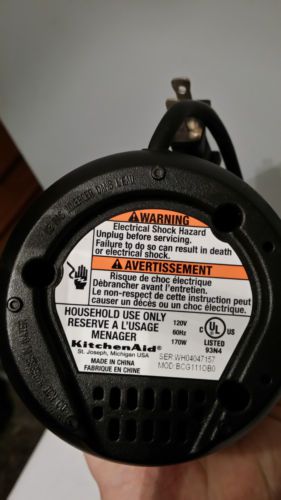 WARNING
Electrical Shock Hazard
Unplug before servicing.
Failure to do so can result in death
or electrical shock.
AVERTISSEMENT
Risque de choc électrique
Débrancher avant l'entretien.
Le non-respect de cette instruction peut
causer un choc électrique.
HOUSEHOLD USE ONLY
RESERVE A L'USAGE
MENAGER
KitchenAid®
St. Joseph, Michigan USA
MADE IN CHINA
FABRIQUE EN CHINE
120V
60Hz
170W
C UL US
LISTED
93N4
SER.WH04047157
MOD:BCG111OB0